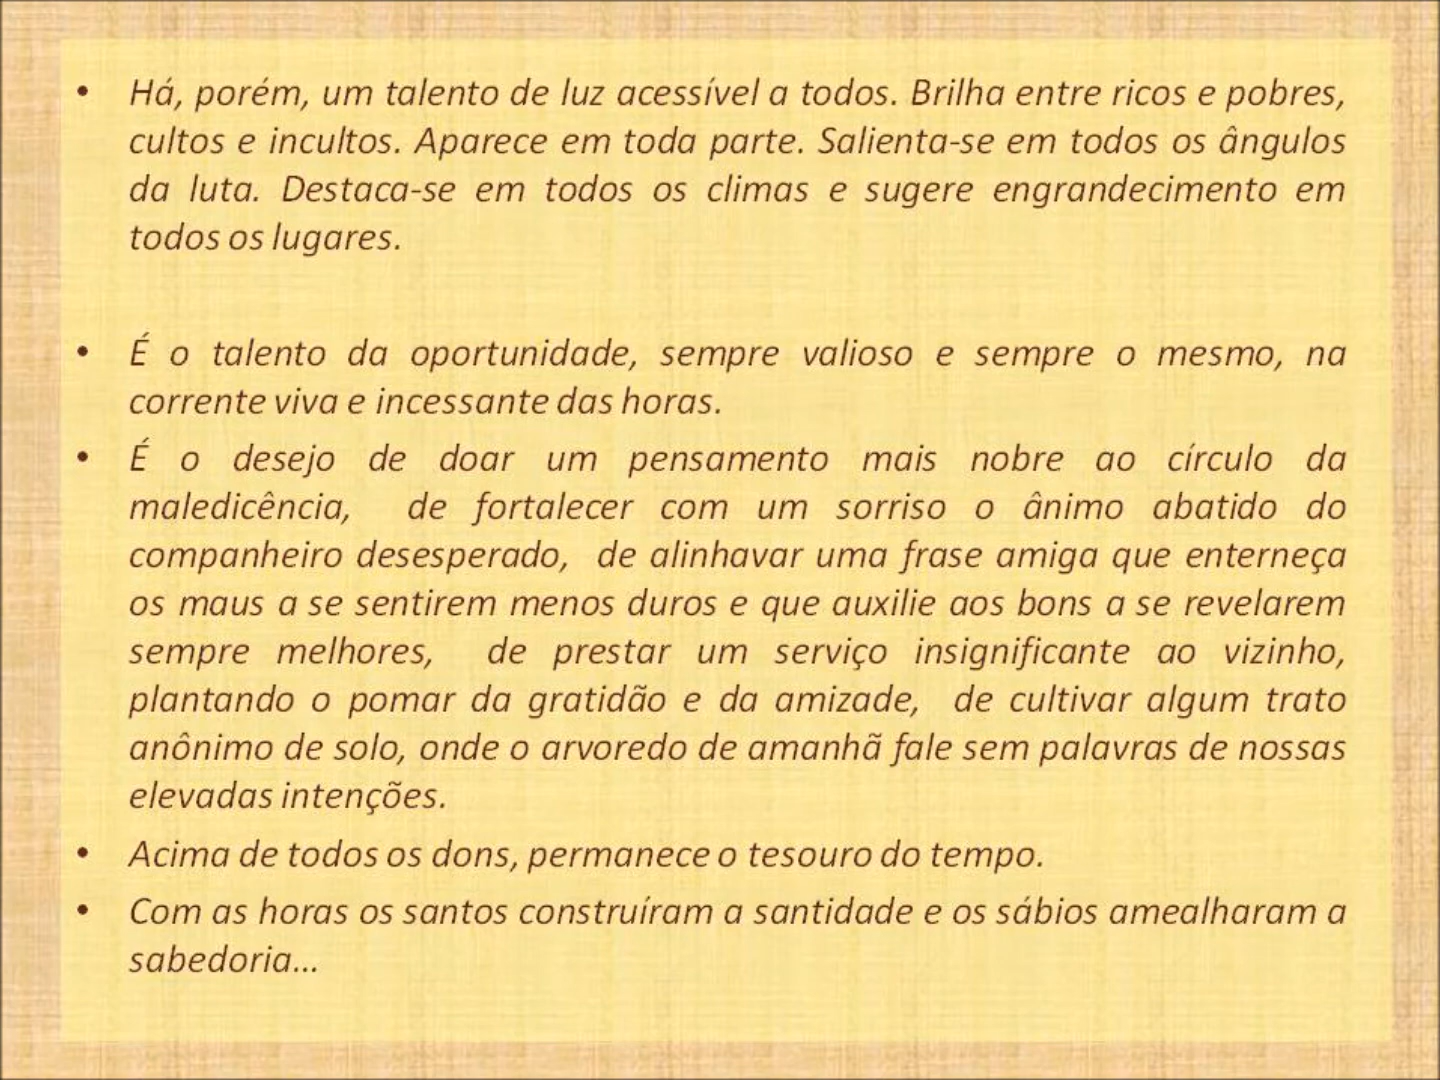 • Há, porém, um talento de luz acessível a todos. Brilha entre ricos e pobres,
cultos e incultos. Aparece em toda parte. Salienta-se em todos os ângulos
da luta. Destaca-se em todos os climas e sugere engrandecimento em
todos os lugares.
• É o talento da oportunidade, sempre valioso e sempre o mesmo, na
corrente viva e incessante das horas.
• É o desejo de doar um pensamento mais nobre ao círculo da
maledicência, de fortalecer com um sorriso o ânimo abatido do
companheiro desesperado, de alinhavar uma frase amiga que enterneça
os maus a se sentirem menos duros e que auxilie aos bons a se revelarem
sempre melhores, de prestar um serviço insignificante ao vizinho,
plantando o pomar da gratidão e da amizade, de cultivar algum trato
anônimo de solo, onde o arvoredo de amanhã fale sem palavras de nossas
elevadas intenções.
• Acima de todos os dons, permanece o tesouro do tempo.
• Com as horas os santos construíram a santidade e os sábios amealharam a
sabedoria...